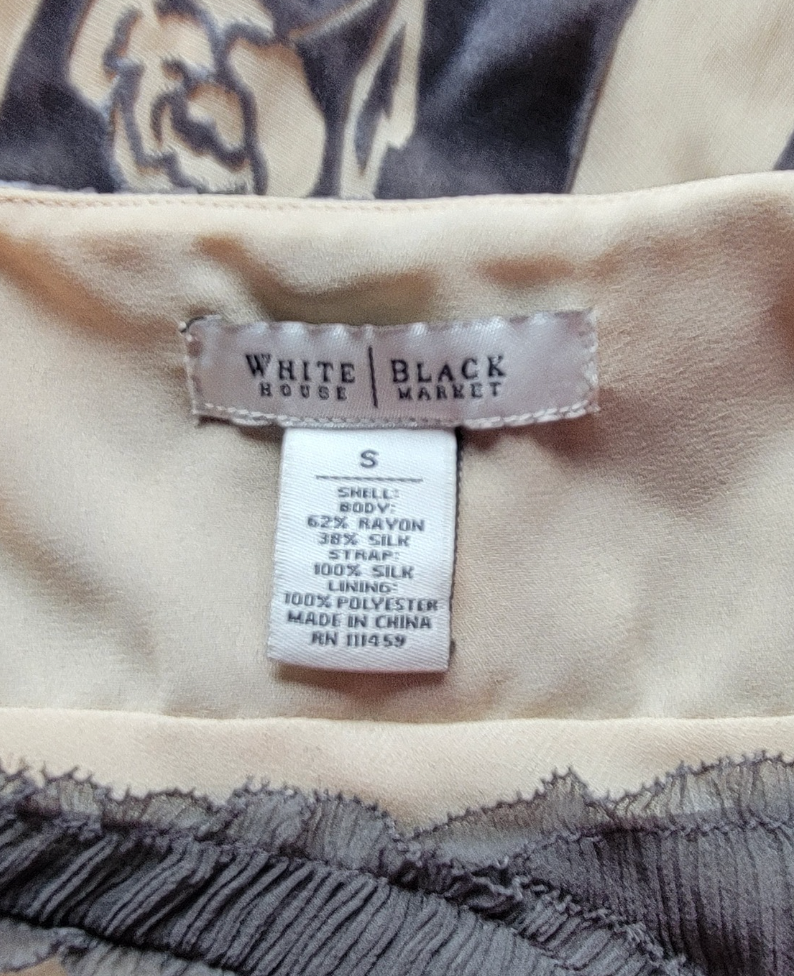 WHITE | BLACK
HOUSE | MARKET
S
SHELL:
BODY:
62% RAYON
38% SILK
STRAP:
100% SILK
LINING:
100% POLYESTER
MADE IN CHINA
RN 111459